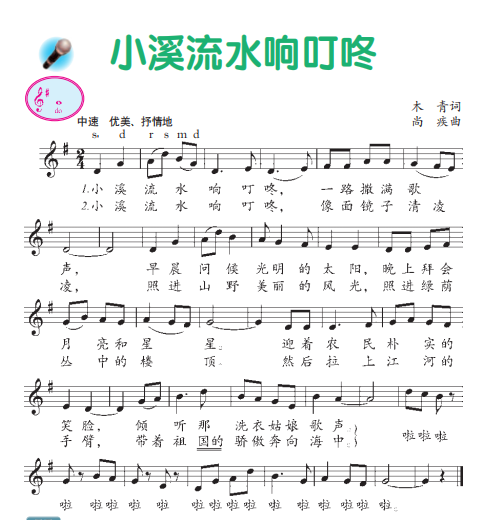 小溪流水响叮咚
do
木 青词
中速 优美、抒情地
尚 疾曲
s, d r s m d
2 4
1.小 溪 流 水 响 叮 咚， 一 路 撒 满 歌
2.小 溪 流 水 响 叮 咚， 像 面 镜 子 清 凌
声， 早 晨 问 候 光 明 的 太 阳， 晚 上 拜 会
凌， 照 进 山 野 美 丽 的 风 光， 照 进 绿 荫
月 亮 和 星 星。 迎 着 农 民 朴 实 的
丛 中 的 楼 顶。 然 后 拉 上 江 河 的
笑 脸， 倾 听 那 洗 衣 姑 娘 歌 声。
手 臂， 带 着 祖 国 的 骄 傲 奔 向 海 中。
啦 啦 啦
啦 啦 啦 啦 啦 啦 啦 啦 啦 啦 啦 啦 啦 啦。